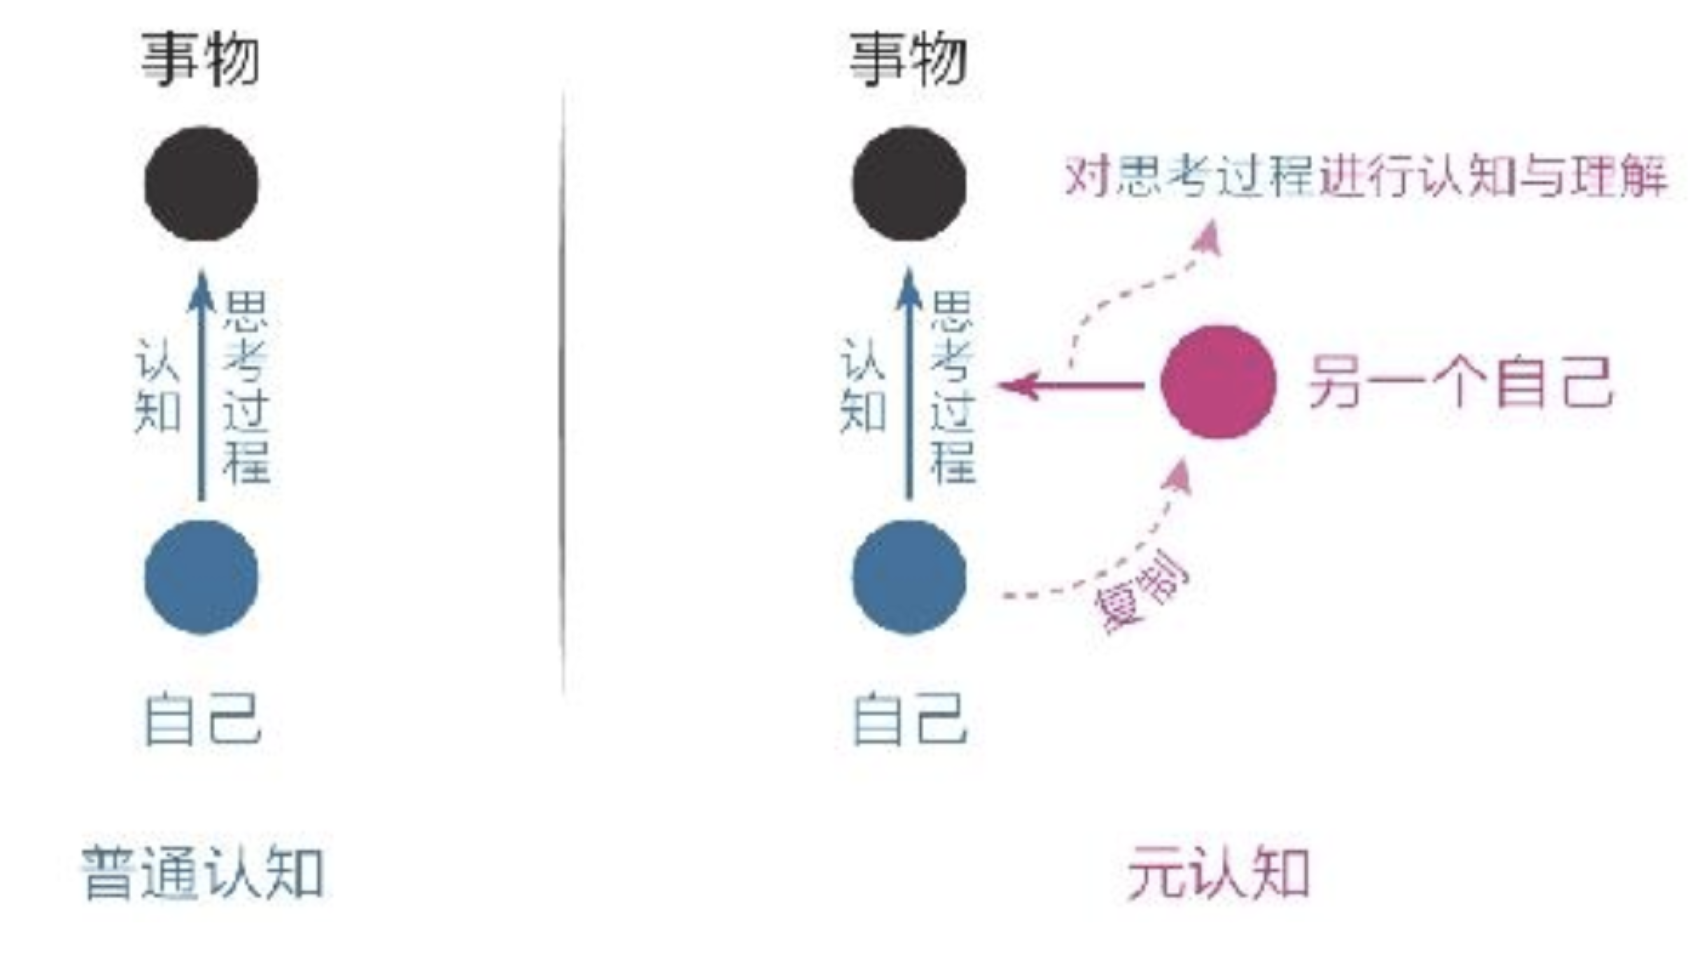 事物
认知
思考过程
自己
普通认知
事物
对思考过程进行认知与理解
认知
思考过程
另一个自己
复制
自己
元认知